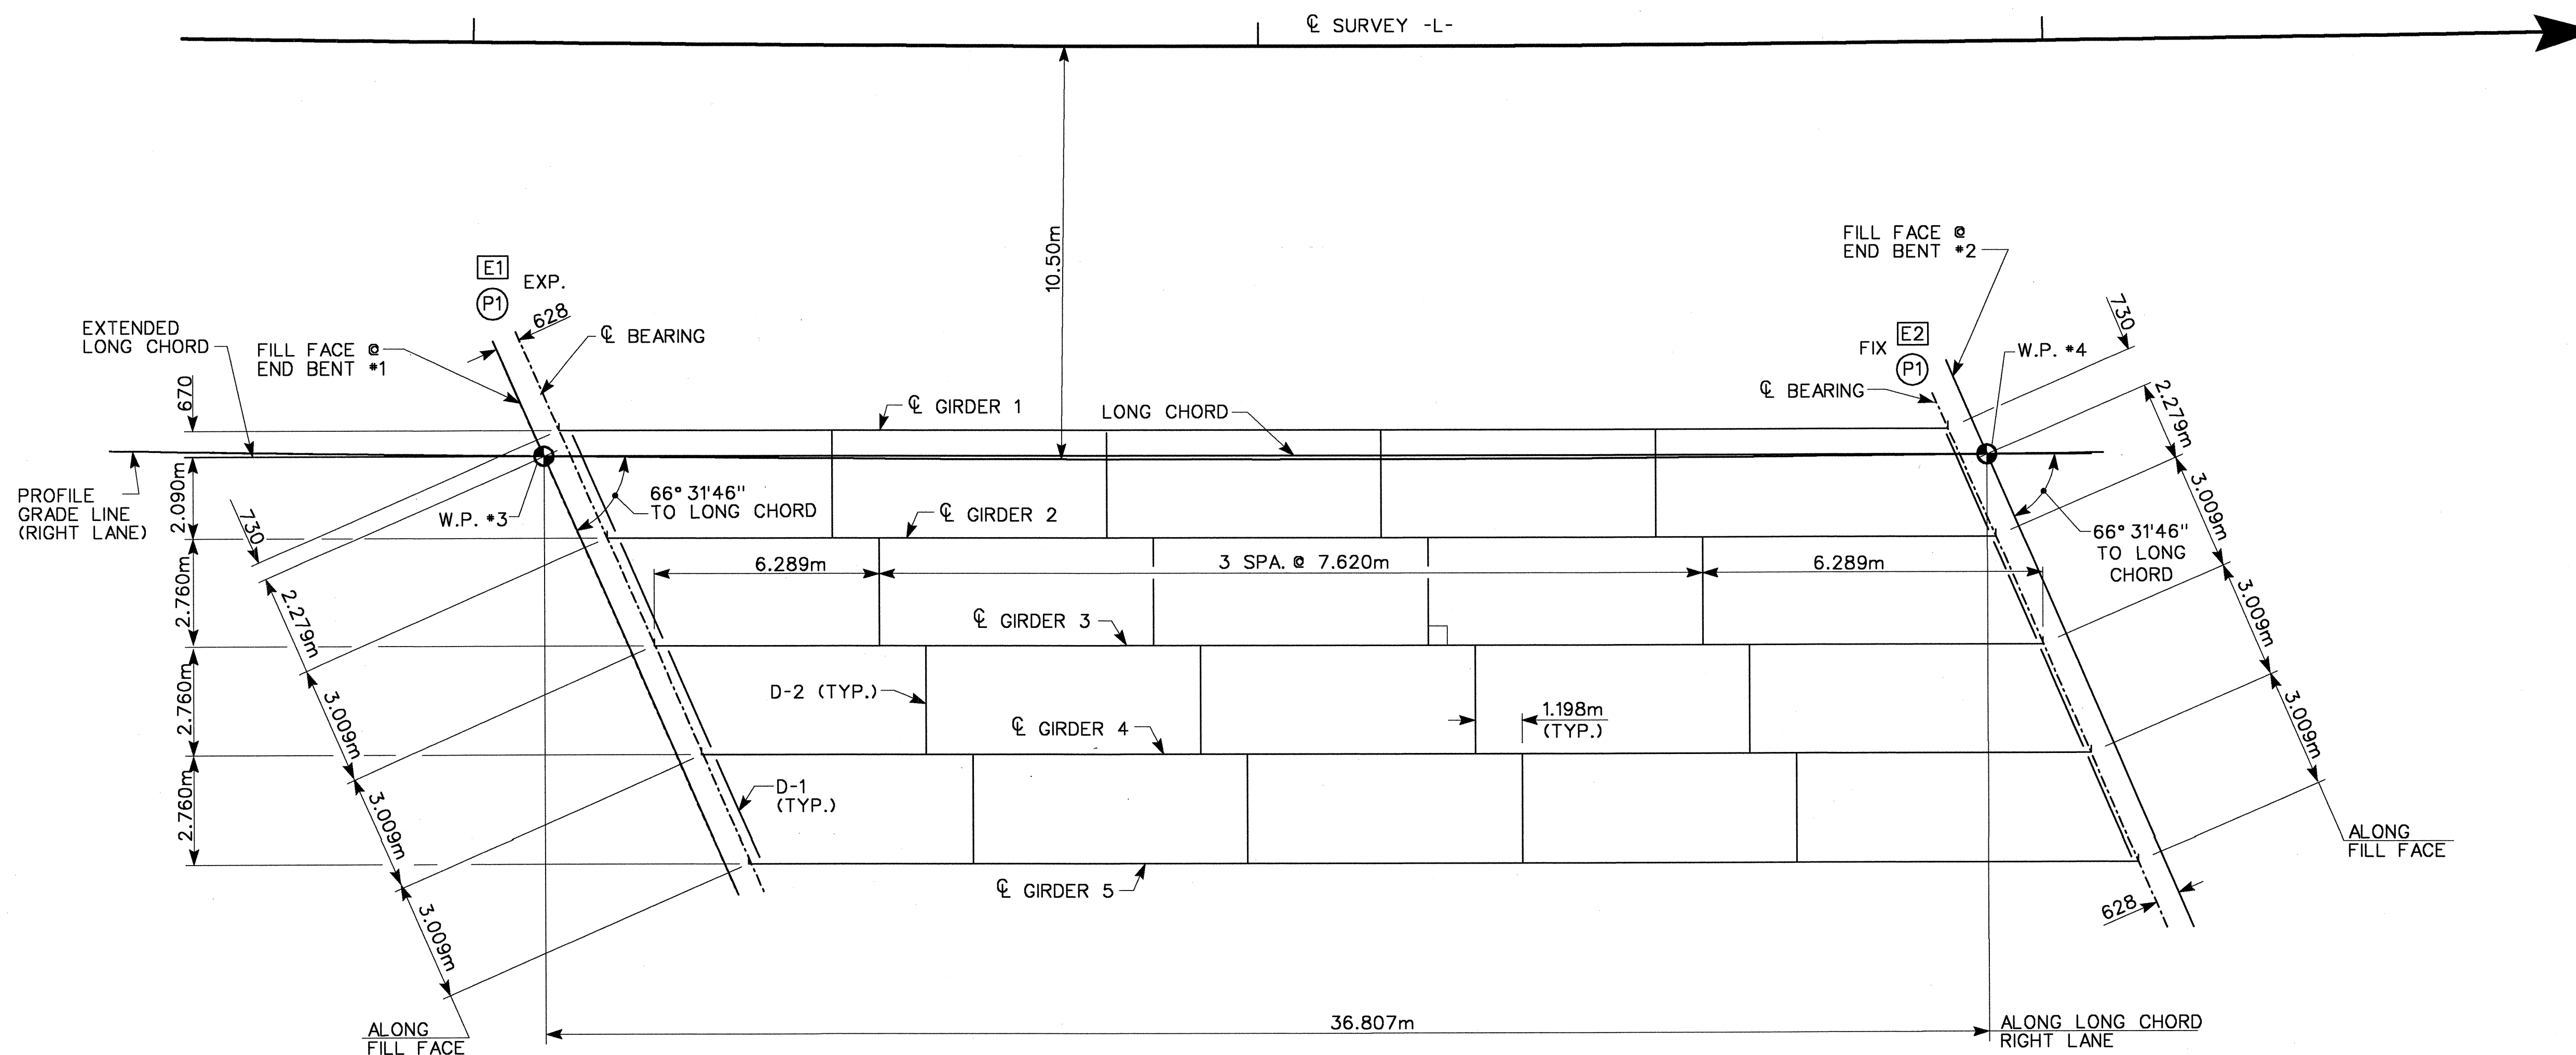 ℄ SURVEY -L-
10.50m
FILL FACE @
END BENT #2
E1
EXP.
P1
628
℄ BEARING
EXTENDED
LONG CHORD
FILL FACE @
END BENT #1
670
730
E2
FIX
P1
W.P. #4
℄ BEARING
2.279m
℄ GIRDER 1
LONG CHORD
PROFILE
GRADE LINE
(RIGHT LANE)
2.090m
730
W.P. #3
66° 31'46"
TO LONG CHORD
℄ GIRDER 2
3.009m
66° 31'46"
TO LONG
CHORD
2.760m
6.289m
3 SPA. @ 7.620m
6.289m
2.279m
℄ GIRDER 3
3.009m
2.760m
3.009m
D-2 (TYP.)
℄ GIRDER 4
1.198m
(TYP.)
3.009m
2.760m
3.009m
D-1
(TYP.)
℄ GIRDER 5
ALONG
FILL FACE
3.009m
628
36.807m
ALONG
FILL FACE
ALONG LONG CHORD
RIGHT LANE